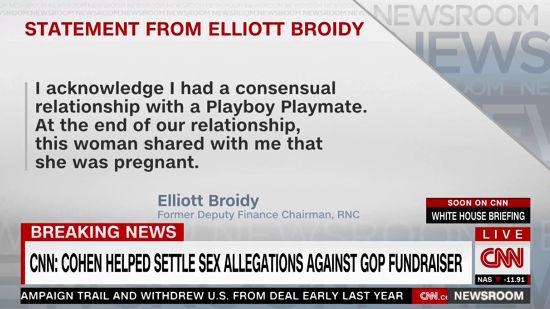 NEWSROOM
NEWS
STATEMENT FROM ELLIOTT BROIDY
I acknowledge I had a consensual
relationship with a Playboy Playmate.
At the end of our relationship,
this woman shared with me that
she was pregnant.
Elliott Broidy
Former Deputy Finance Chairman, RNC
SOON ON CNN
WHITE HOUSE BRIEFING
BREAKING NEWS
LIVE
CNN: COHEN HELPED SETTLE SEX ALLEGATIONS AGAINST GOP FUNDRAISER
CNN
NAS ▼ -11.91
AMPAIGN TRAIL AND WITHDREW U.S. FROM DEAL EARLY LAST YEAR
CNN.c
NEWSROOM